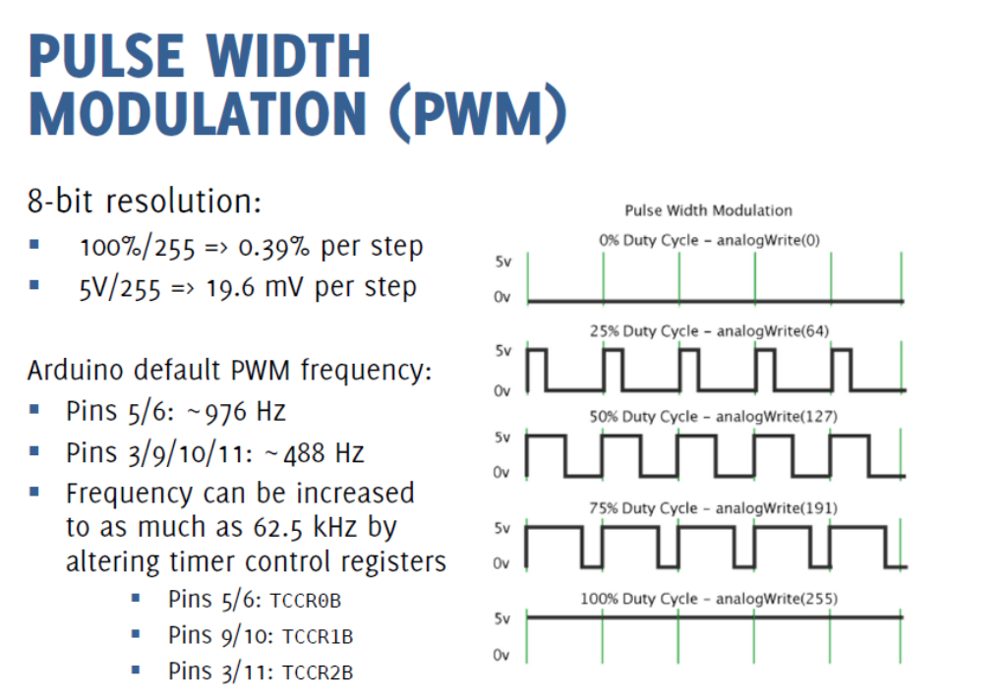 PULSE WIDTH
MODULATION (PWM)
8-bit resolution:
▪ 100%/255 => 0.39% per step
▪ 5V/255 => 19.6 mV per step
Arduino default PWM frequency:
▪ Pins 5/6: ~976 Hz
▪ Pins 3/9/10/11: ~488 Hz
▪ Frequency can be increased
to as much as 62.5 kHz by
altering timer control registers
▪ Pins 5/6: TCCR0B
▪ Pins 9/10: TCCR1B
▪ Pins 3/11: TCCR2B
Pulse Width Modulation
0% Duty Cycle – analogWrite(0)
5v
0v
25% Duty Cycle – analogWrite(64)
5v
0v
50% Duty Cycle – analogWrite(127)
5v
0v
75% Duty Cycle – analogWrite(191)
5v
0v
100% Duty Cycle – analogWrite(255)
5v
0v